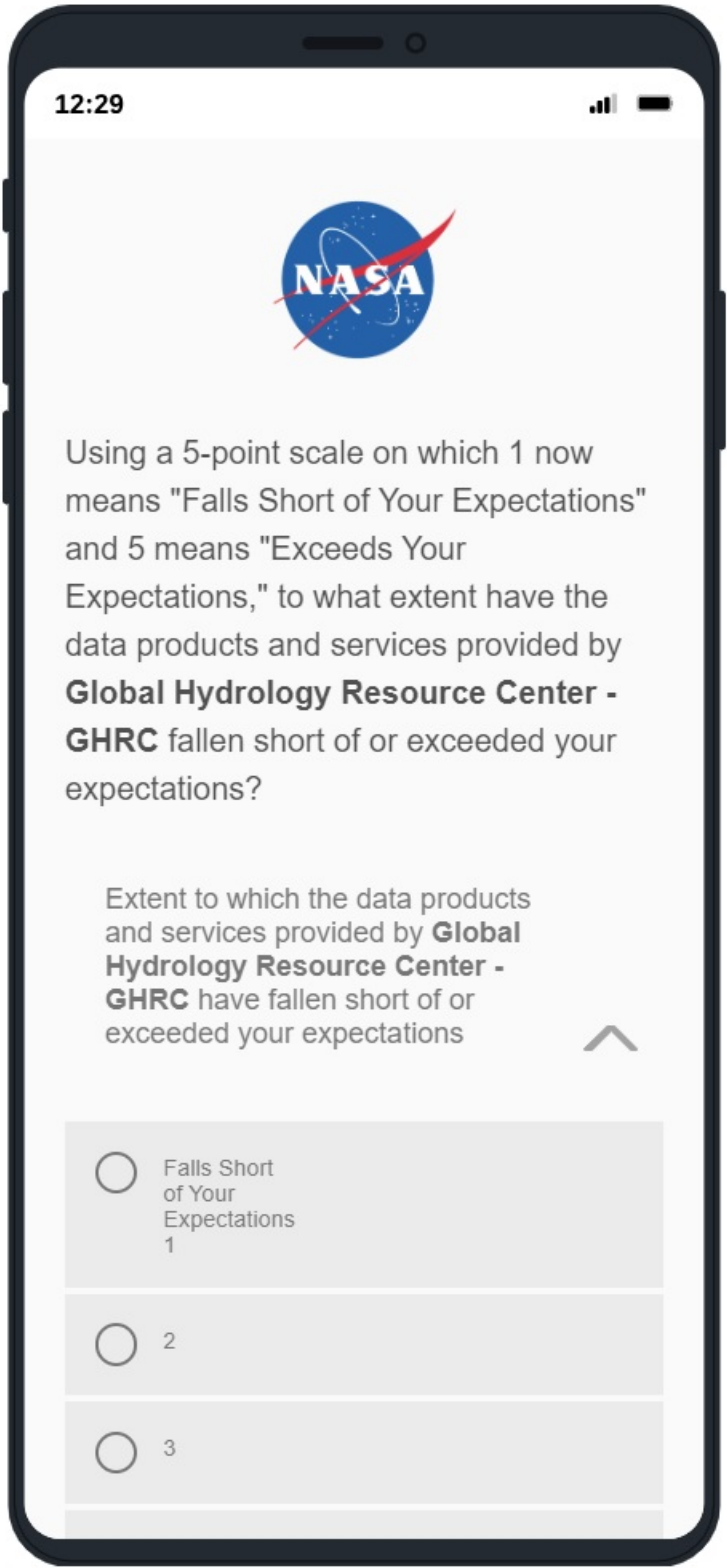 12:29
NASA
Using a 5-point scale on which 1 now
means "Falls Short of Your Expectations"
and 5 means "Exceeds Your
Expectations," to what extent have the
data products and services provided by
Global Hydrology Resource Center -
GHRC fallen short of or exceeded your
expectations?
Extent to which the data products
and services provided by Global
Hydrology Resource Center -
GHRC have fallen short of or
exceeded your expectations
Falls Short
of Your
Expectations
1
2
3